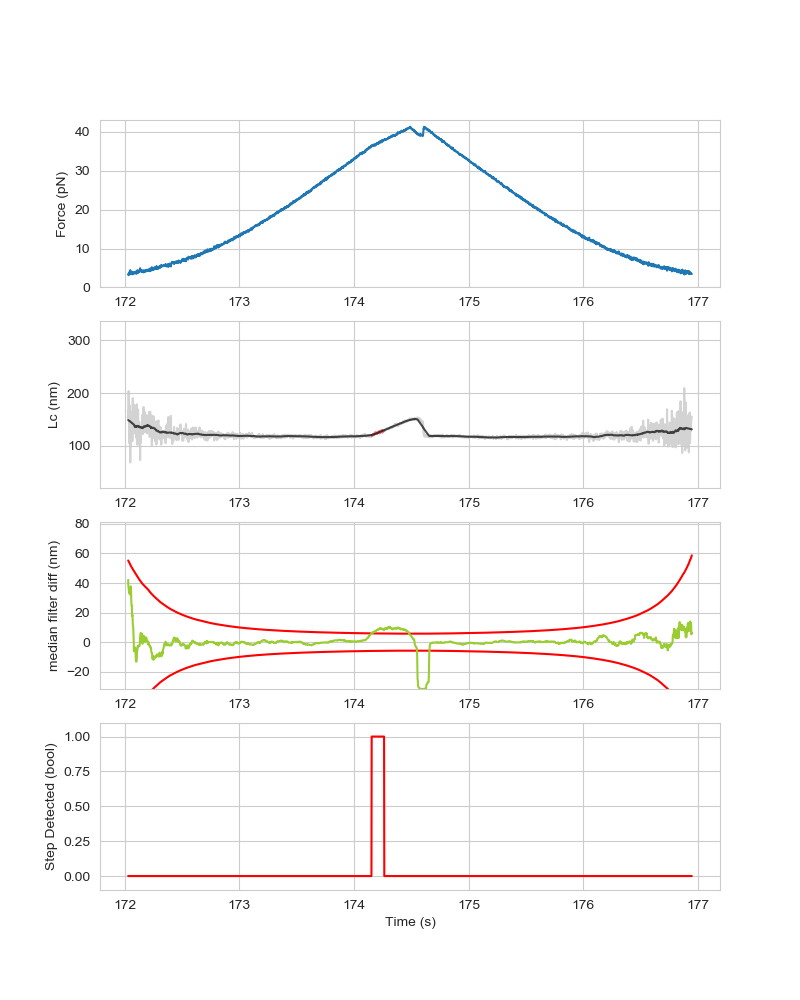 40
30
20
10
0
Force (pN)
172 173 174 175 176 177
300
200
100
Lc (nm)
172 173 174 175 176 177
80
60
40
20
0
−20
median filter diff (nm)
172 173 174 175 176 177
1.00
0.75
0.50
0.25
0.00
Step Detected (bool)
172 173 174 175 176 177
Time (s)